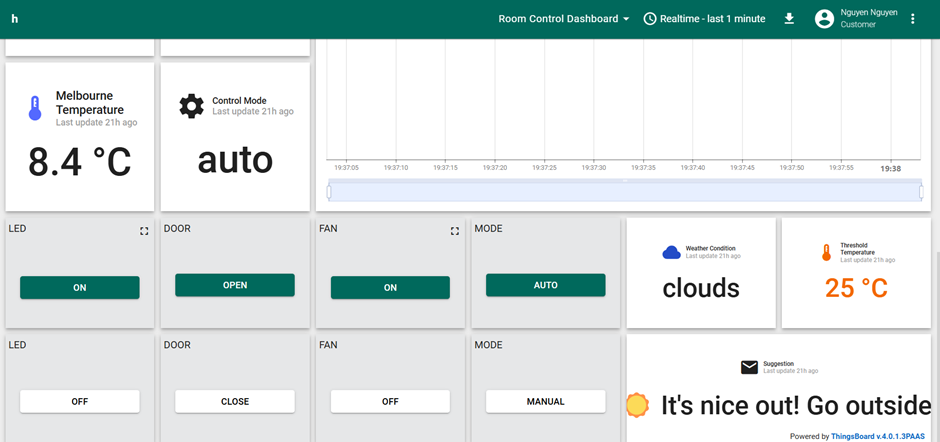 h
Room Control Dashboard
Realtime - last 1 minute
Nguyen Nguyen
Customer
Melbourne
Temperature
Last update 21h ago
8.4 °C
Control Mode
Last update 21h ago
auto
19:37:05 19:37:10 19:37:15 19:37:20 19:37:25 19:37:30 19:37:35 19:37:40 19:37:45 19:37:50 19:37:55 19:38
LED
ON
DOOR
OPEN
FAN
ON
MODE
AUTO
Weather Condition
Last update 21h ago
clouds
Threshold
Temperature
Last update 21h ago
25 °C
LED
OFF
DOOR
CLOSE
FAN
OFF
MODE
MANUAL
Suggestion
Last update 21h ago
It's nice out! Go outside
Powered by ThingsBoard v.4.0.1.3PAAS